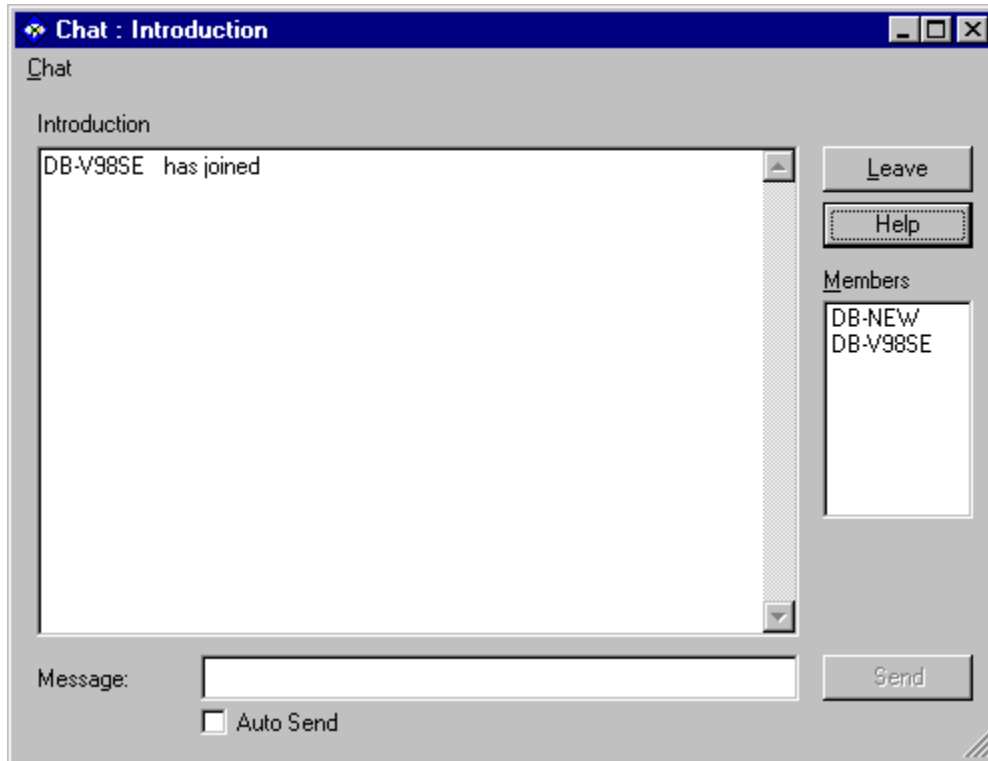 Chat : Introduction
Chat
Introduction
DB-V98SE has joined
Leave
Help
Members
DB-NEW
DB-V98SE
Message:
Send
Auto Send